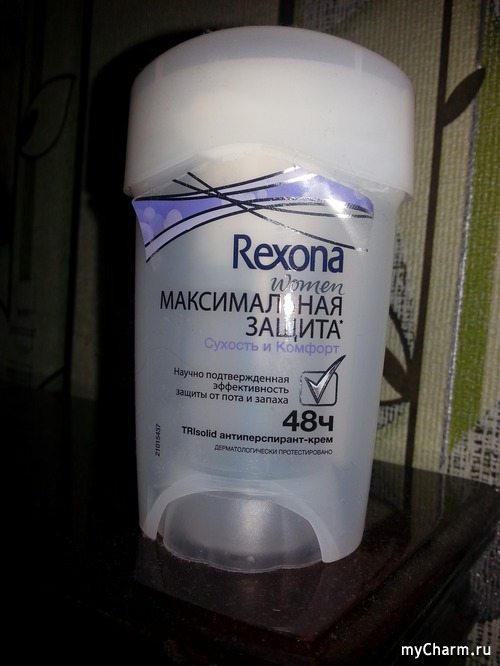 Rexona
women
МАКСИМАЛЬНАЯ
ЗАЩИТА*
Сухость и Комфорт
Научно подтвержденная
эффективность
защиты от пота и запаха
48ч
TRIsolid антиперспирант-крем
ДЕРМАТОЛОГИЧЕСКИ ПРОТЕСТИРОВАНО
21015437
myCharm.ru